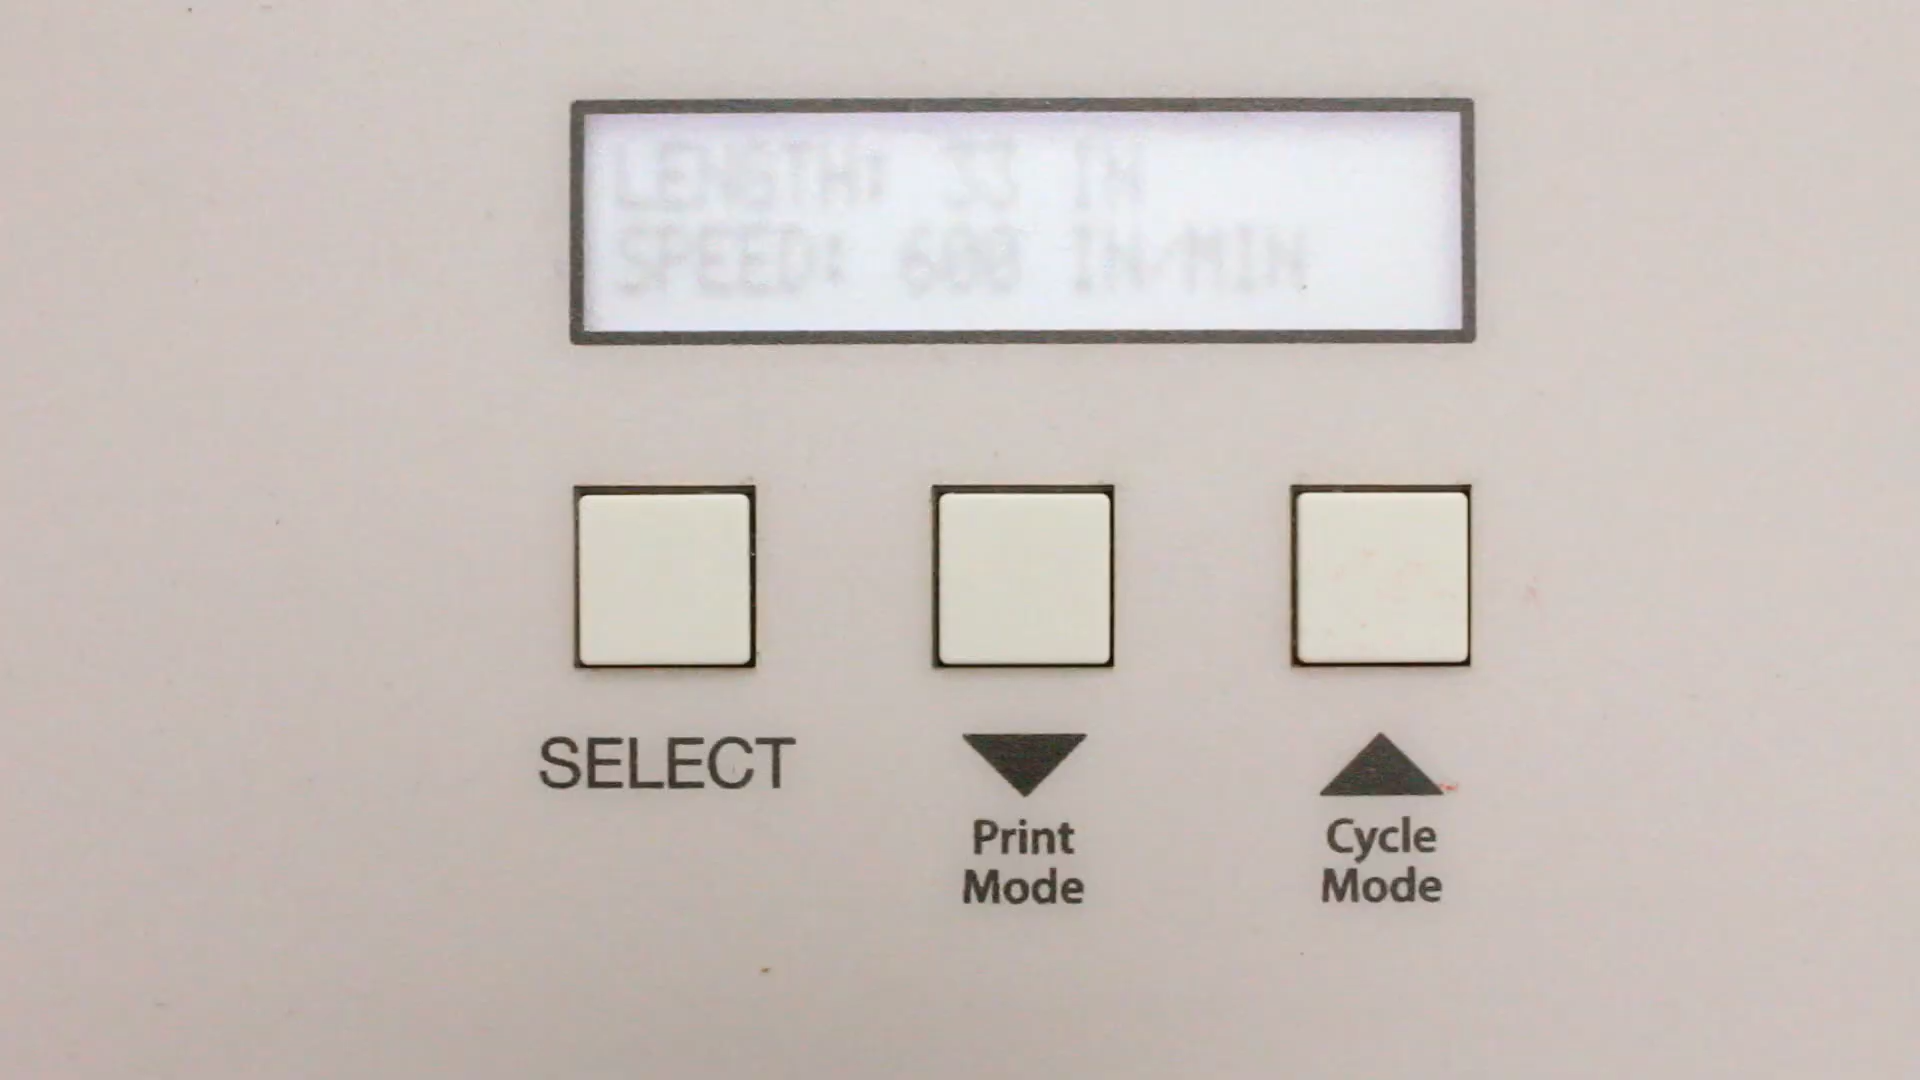 LENGTH: 33 IN
SPEED: 600 IN/MIN
SELECT
Print
Mode
Cycle
Mode